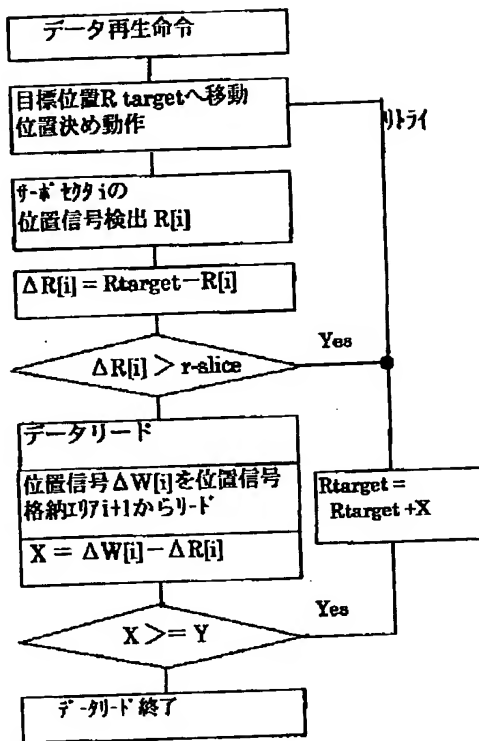 データ再生命令
目標位置R targetへ移動
位置決め動作
リトライ
ｻｰﾎﾞｾｸﾀiの
位置信号検出 R[i]
ΔR[i] = Rtarget－R[i]
Yes
ΔR[i] ＞ r-slice
データリード
位置信号ΔW[i]を位置信号
格納ｴﾘｱi+1からﾘｰﾄﾞ
X = ΔW[i]－ΔR[i]
Rtarget =
Rtarget +X
Yes
X ＞= Y
ﾃﾞｰﾀﾘｰﾄﾞ終了